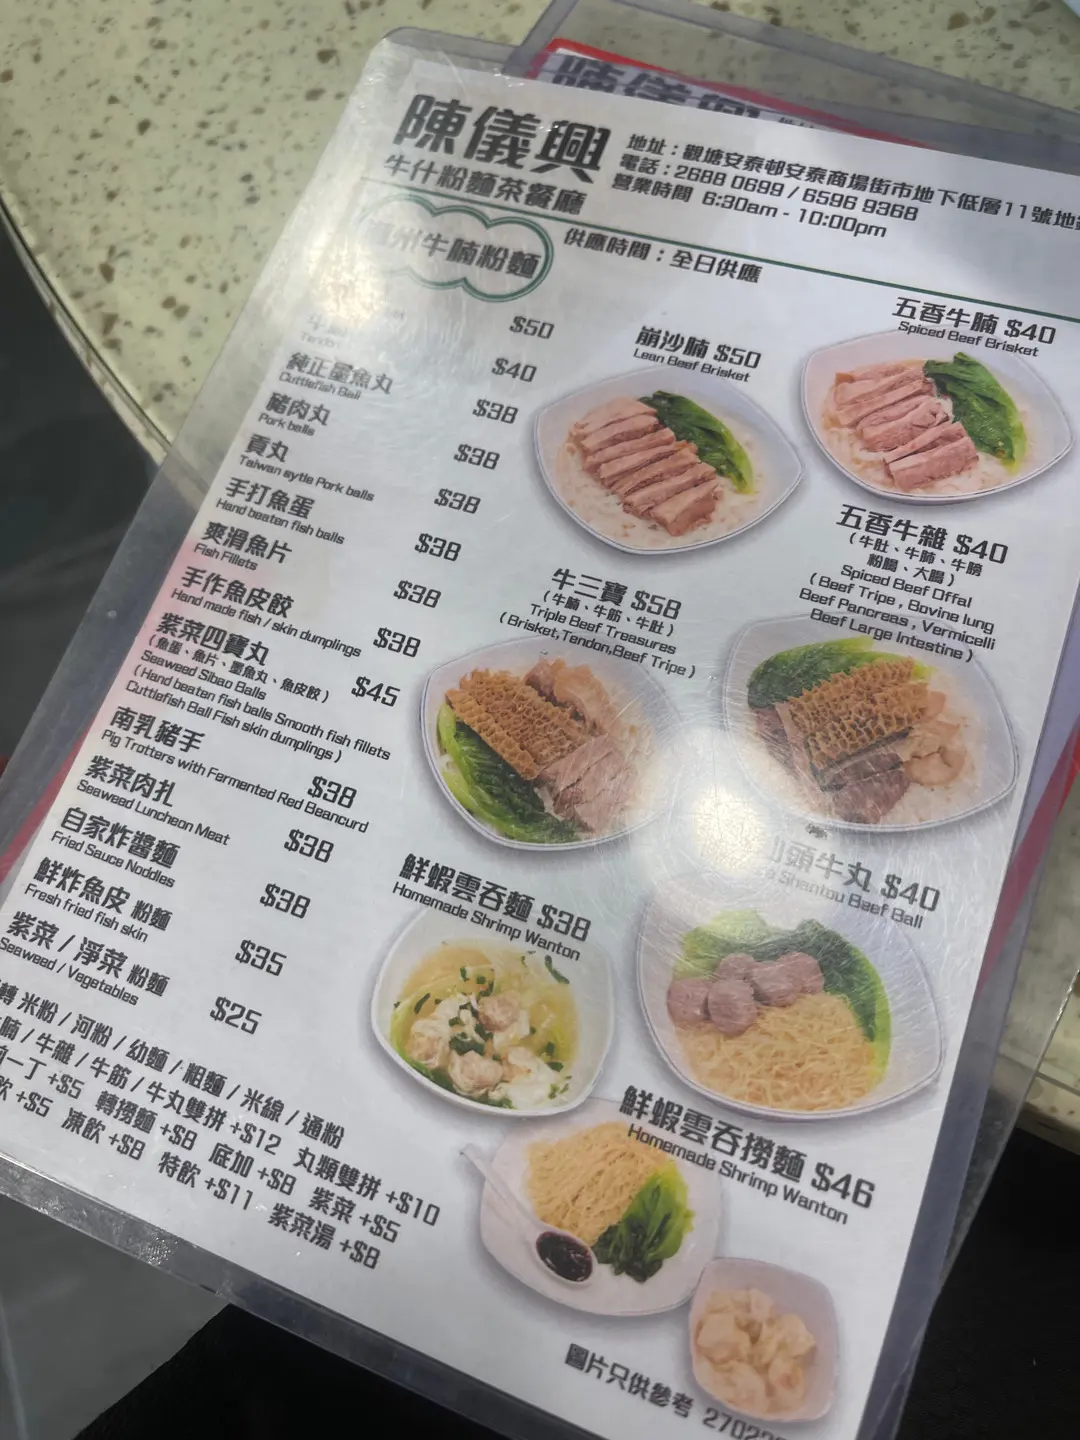 陳儀興
牛什粉麵茶餐廳
地址：觀塘安泰邨安泰商場街市地下低層11號地
電話：2688 0699 / 6596 9368
營業時間 6:30am - 10:00pm
州牛腩粉麵
供應時間：全日供應
$50
Tendon
$40
純正墨魚丸
Cuttlefish Ball
$38
豬肉丸
Pork balls
$38
貢丸
Taiwan sytle Pork balls
$38
手打魚蛋
Hand beaten fish balls
$38
爽滑魚片
Fish Fillets
$38
手作魚皮餃
Hand made fish / skin dumplings
$38
紫菜四寶丸
$45
（魚蛋、魚片、墨魚丸、魚皮餃）
Seaweed Sibao Balls
( Hand beaten fish balls Smooth fish fillets
Cuttlefish Ball Fish skin dumplings )
南乳豬手
Pig Trotters with Fermented Red Beancurd
$38
紫菜肉扎
Seaweed Luncheon Meat
$38
自家炸醬麵
Fried Sauce Noddles
$38
鮮炸魚皮 粉麵
Fresh fried fish skin
$35
紫菜 / 淨菜 粉麵
Seaweed / Vegetables
$25
轉 米粉 / 河粉 / 幼麵 / 粗麵 / 米線 / 通粉
腩 / 牛雜 / 牛筋 / 牛丸雙拼 +$12 丸類雙拼 +$10
一丁 +$5 轉撈麵 +$8 底加 +$8 紫菜 +$5
飲 +$5 凍飲 +$8 特飲 +$11 紫菜湯 +$8
崩沙腩 $50
Lean Beef Brisket
五香牛腩 $40
Spiced Beef Brisket
牛三寶 $58
（牛腩、牛筋、牛肚）
Triple Beef Treasures
( Brisket,Tendon,Beef Tripe )
五香牛雜 $40
（牛肚、牛肺、牛膀
粉腸、大腸）
Spiced Beef Offal
( Beef Tripe , Bovine lung
Beef Pancreas , Vermicelli
Beef Large Intestine )
鮮蝦雲吞麵 $38
Homemade Shrimp Wanton
頭牛丸 $40
Shantou Beef Ball
鮮蝦雲吞撈麵 $46
Homemade Shrimp Wanton
圖片只供參考